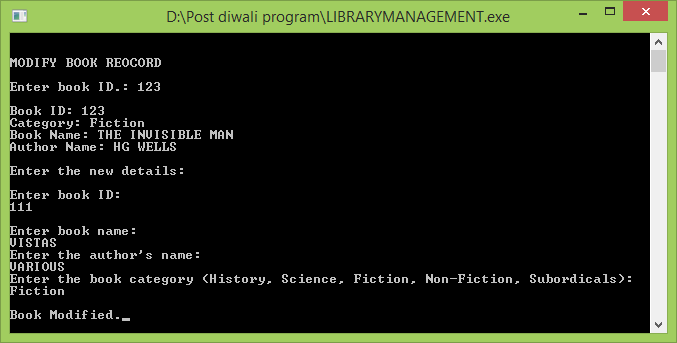 D:\Post diwali program\LIBRARYMANAGEMENT.exe
MODIFY BOOK REOCORD
Enter book ID.: 123
Book ID: 123
Category: Fiction
Book Name: THE INVISIBLE MAN
Author Name: HG WELLS
Enter the new details:
Enter book ID:
111
Enter book name:
VISTAS
Enter the author's name:
VARIOUS
Enter the book category (History, Science, Fiction, Non-Fiction, Subordicals):
Fiction
Book Modified._